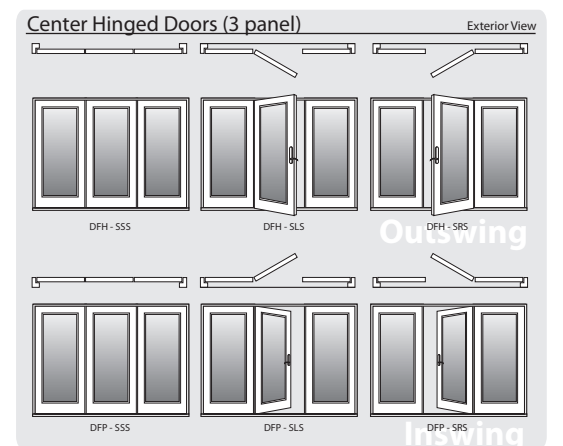 Center Hinged Doors (3 panel)
Exterior View
DFH - SSS
DFH - SLS
DFH - SRS
Outswing
DFP - SSS
DFP - SLS
DFP - SRS
Inswing